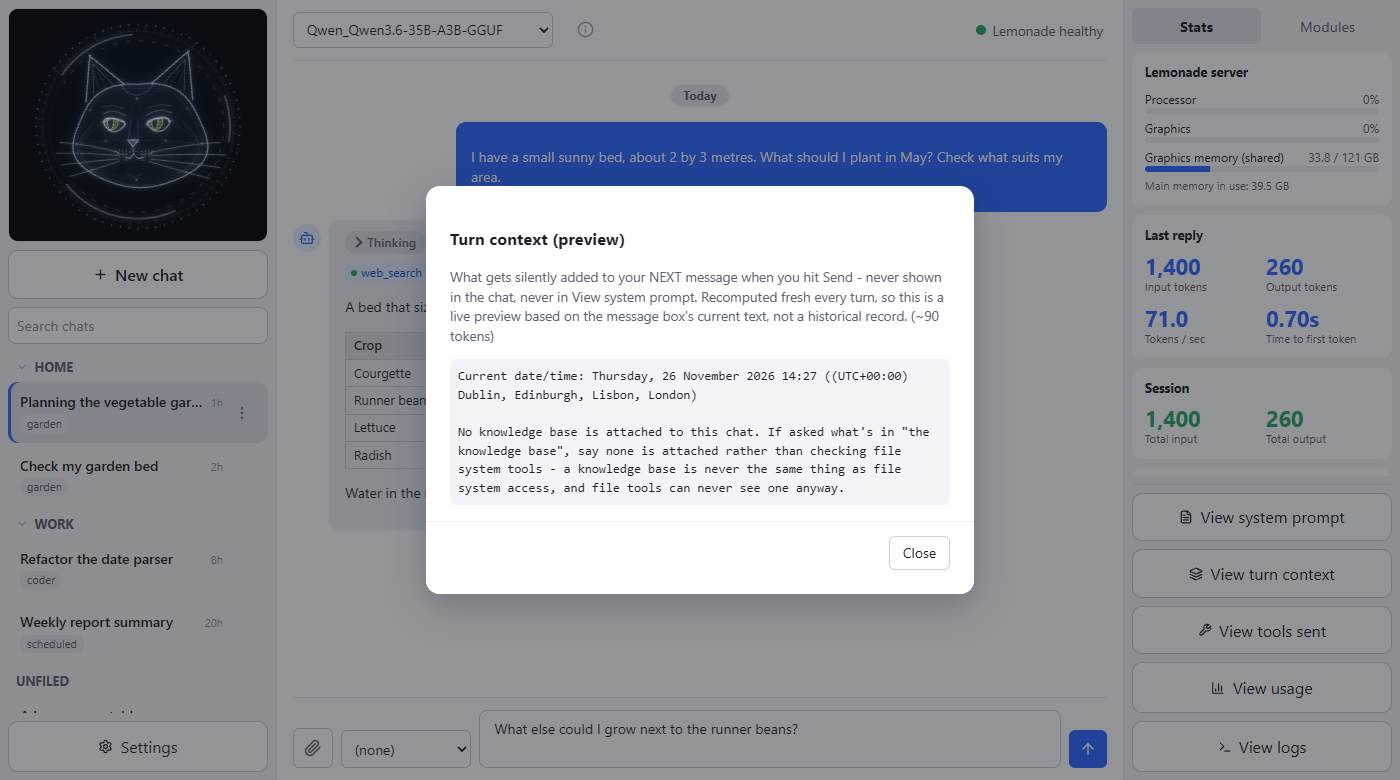 Qwen_Qwen3.6-35B-A3B-GGUF
Lemonade healthy
New chat
Search chats
HOME
Planning the vegetable gar... 1h
garden
Check my garden bed 2h
garden
WORK
Refactor the date parser 8h
coder
Weekly report summary 20h
scheduled
UNFILED
Settings
Today
I have a small sunny bed, about 2 by 3 metres. What should I plant in May? Check what suits my
area.
Thinking
web_search
A bed that
Crop
Courgette
Runner bean
Lettuce
Radish
Water in the
Turn context (preview)
What gets silently added to your NEXT message when you hit Send - never shown
in the chat, never in View system prompt. Recomputed fresh every turn, so this is a
live preview based on the message box's current text, not a historical record. (~90
tokens)
Current date/time: Thursday, 26 November 2026 14:27 ((UTC+00:00)
Dublin, Edinburgh, Lisbon, London)
No knowledge base is attached to this chat. If asked what's in "the
knowledge base", say none is attached rather than checking file
system tools - a knowledge base is never the same thing as file
system access, and file tools can never see one anyway.
Close
(none)
What else could I grow next to the runner beans?
Stats Modules
Lemonade server
Processor 0%
Graphics 0%
Graphics memory (shared) 33.8 / 121 GB
Main memory in use: 39.5 GB
Last reply
1,400 260
Input tokens Output tokens
71.0 0.70s
Tokens / sec Time to first token
Session
1,400 260
Total input Total output
View system prompt
View turn context
View tools sent
View usage
View logs